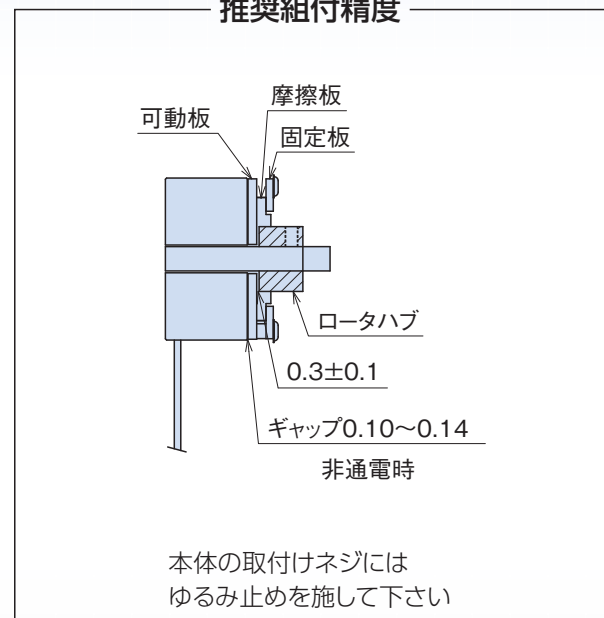 推奨組付精度
摩擦板
可動板
固定板
ロータハブ
0.3±0.1
ギャップ0.10〜0.14
非通電時
本体の取付けネジには
ゆるみ止めを施して下さい